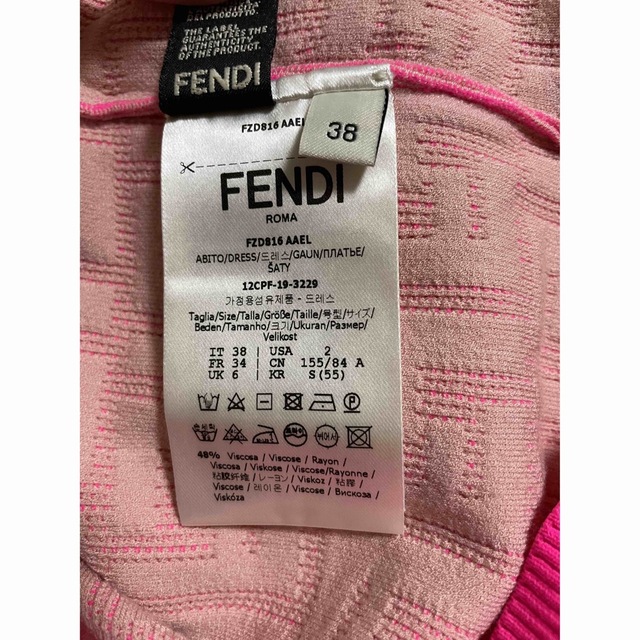 DEL PRODOTTO.
THE LABEL
GUARANTEES THE
AUTHENTICITY
OF THE PRODUCT.
FENDI
38
FZD816 AAEL
FENDI
ROMA
FZD816 AAEL
ABITO/DRESS/드레스/GAUN/ПЛАТЬЕ/
ŠATY
12CPF-19-3229
가정용섬유제품 - 드레스
Taglia/Size/Talla/Größe/Taille/号型/サイズ/
Beden/Tamanho/크기/Ukuran/Размер/
Velikost
IT 38 USA 2
FR 34 CN 155/84 A
UK 6 KR S(55)
48% Viscosa / Viscose / Rayon /
Viscosa / Viskose / Viscose/Rayonne /
粘胶纤维 / レーヨン / Viskoz / 粘膠 /
Viscose / 레이온 / Viscose / Вискоза /
Viskóza